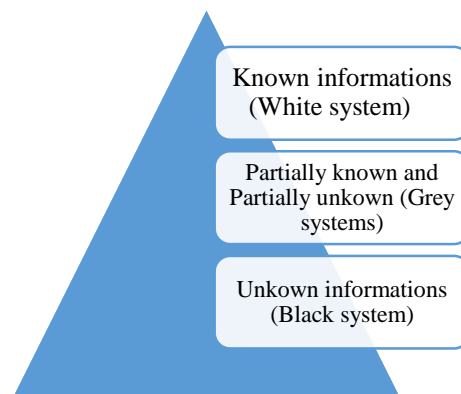 Known informations
(White system)
Partially known and
Partially unkown (Grey
systems)
Unkown informations
(Black system)